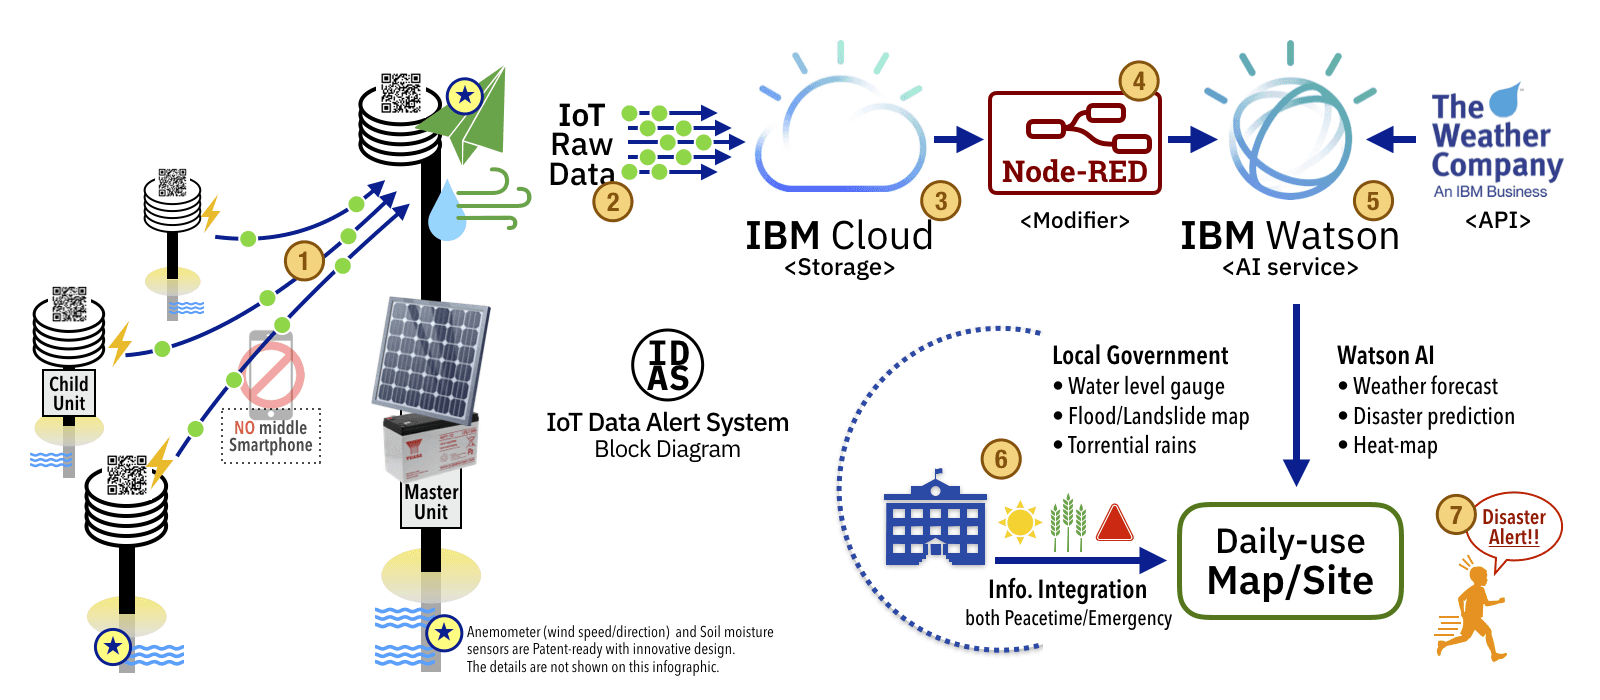 1
NO middle
Smartphone
Child
Unit
Master
Unit
Anemometer (wind speed/direction) and Soil moisture
sensors are Patent-ready with innovative design.
The details are not shown on this infographic.
IoT
Raw
Data
2
3
IBM Cloud
<Storage>
4
Node-RED
<Modifier>
5
IBM Watson
<AI service>
The
Weather
Company
An IBM Business
<API>
ID
AS
IoT Data Alert System
Block Diagram
Local Government
• Water level gauge
• Flood/Landslide map
• Torrential rains
Watson AI
• Weather forecast
• Disaster prediction
• Heat-map
6
Info. Integration
both Peacetime/Emergency
Daily-use
Map/Site
7
Disaster
Alert!!